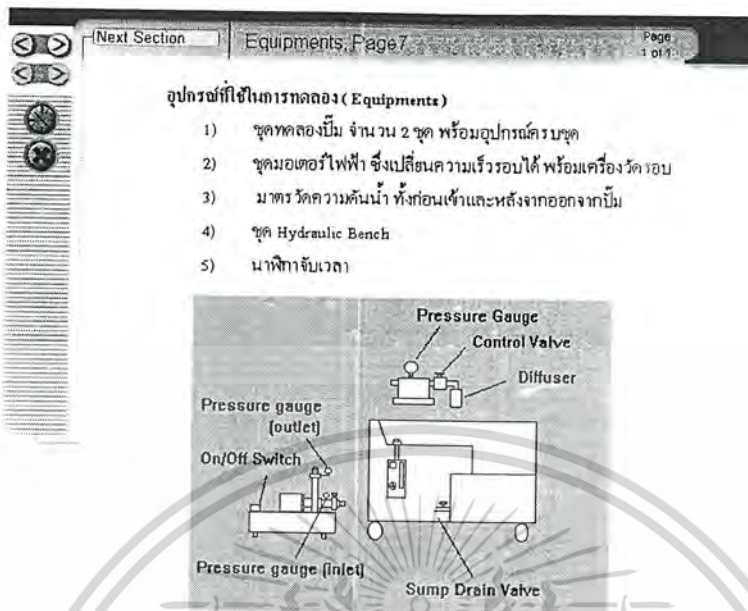 Next Section
Equipments, Page7
Page
1 of 1
อุปกรณ์ที่ใช้ในการทดลอง ( Equipments )
1) ชุดทดลองปั๊ม จำนวน 2 ชุด พร้อมอุปกรณ์ครบชุด
2) ชุดมอเตอร์ไฟฟ้า ซึ่งเปลี่ยนความเร็วรอบได้ พร้อมเครื่องวัดรอบ
3) มาตรวัดความดันน้ำ ทั้งก่อนเข้าและหลังจากออกจากปั๊ม
4) ชุด Hydraulic Bench
5) นาฬิกาจับเวลา
Pressure Gauge
Control Valve
Diffuser
Pressure gauge
(outlet)
On/Off Switch
Pressure gauge (inlet)
Sump Drain Valve